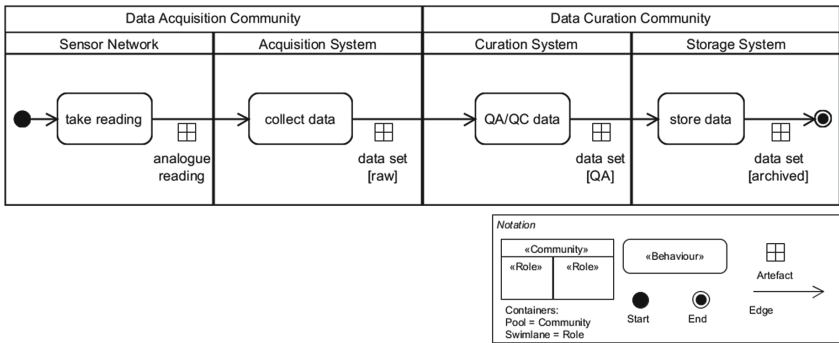 Data Acquisition Community
Data Curation Community
Sensor Network
Acquisition System
Curation System
Storage System
take reading
collect data
QA/QC data
store data
analogue
reading
data set
[raw]
data set
[QA]
data set
[archived]
Notation
«Community»
«Role»
«Role»
«Behaviour»
Artefact
Containers:
Pool = Community
Swimlane = Role
Start
End
Edge